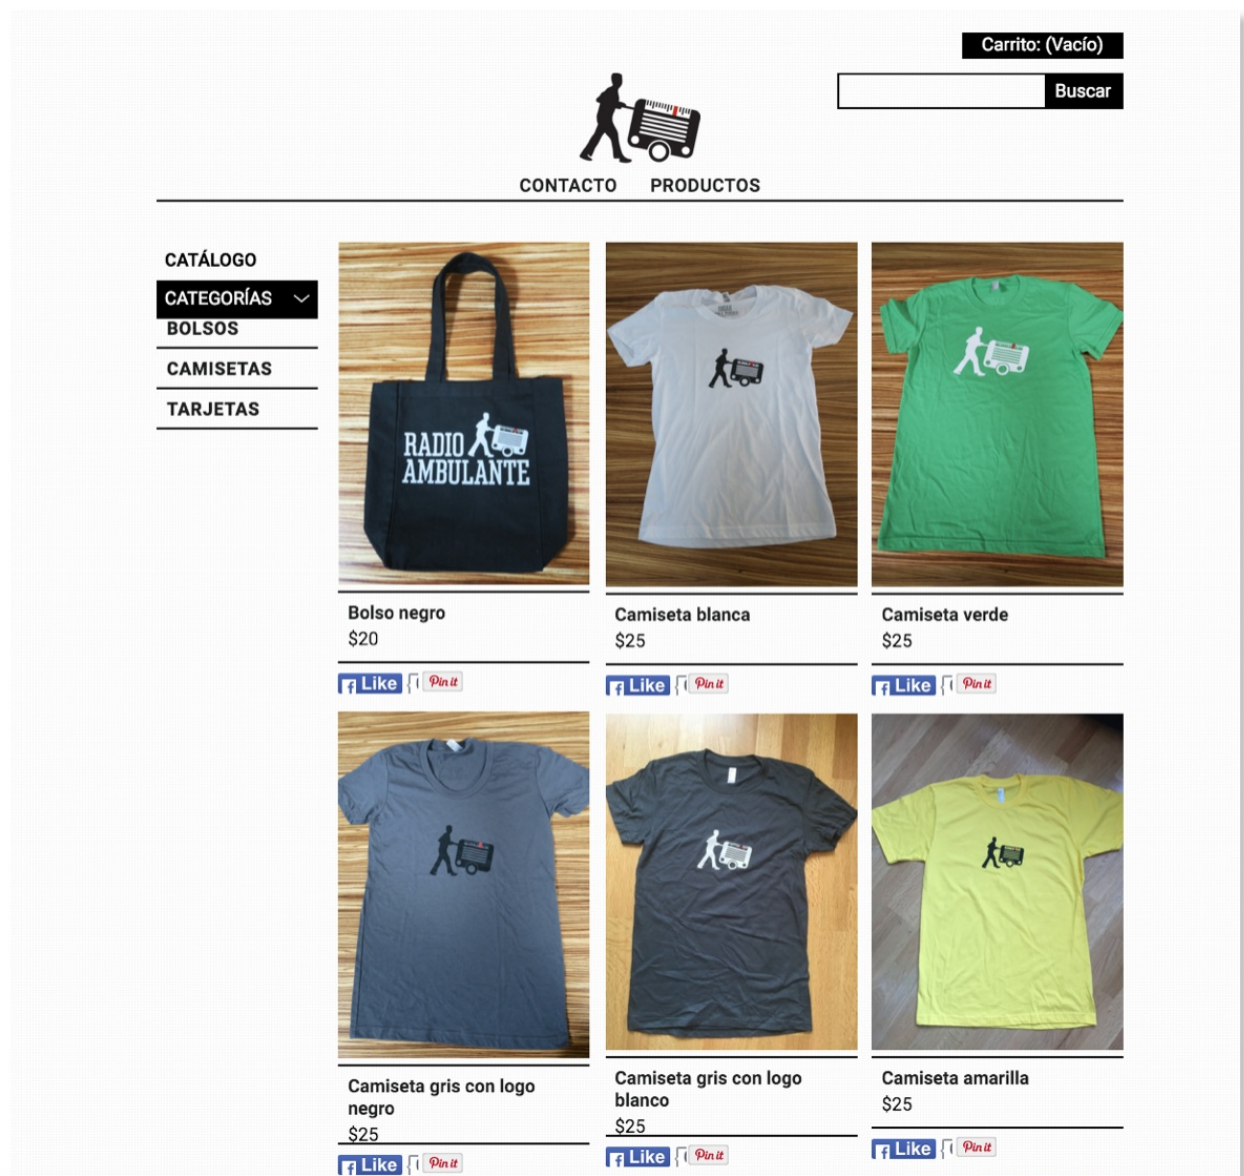 Carrito: (Vacío)
Buscar
CONTACTO PRODUCTOS
CATÁLOGO
CATEGORÍAS
BOLSOS
CAMISETAS
TARJETAS
RADIO
AMBULANTE
Bolso negro
$20
Like
Pin it
Camiseta blanca
$25
Like
Pin it
Camiseta verde
$25
Like
Pin it
Camiseta gris con logo
negro
$25
Like
Pin it
Camiseta gris con logo
blanco
$25
Like
Pin it
Camiseta amarilla
$25
Like
Pin it